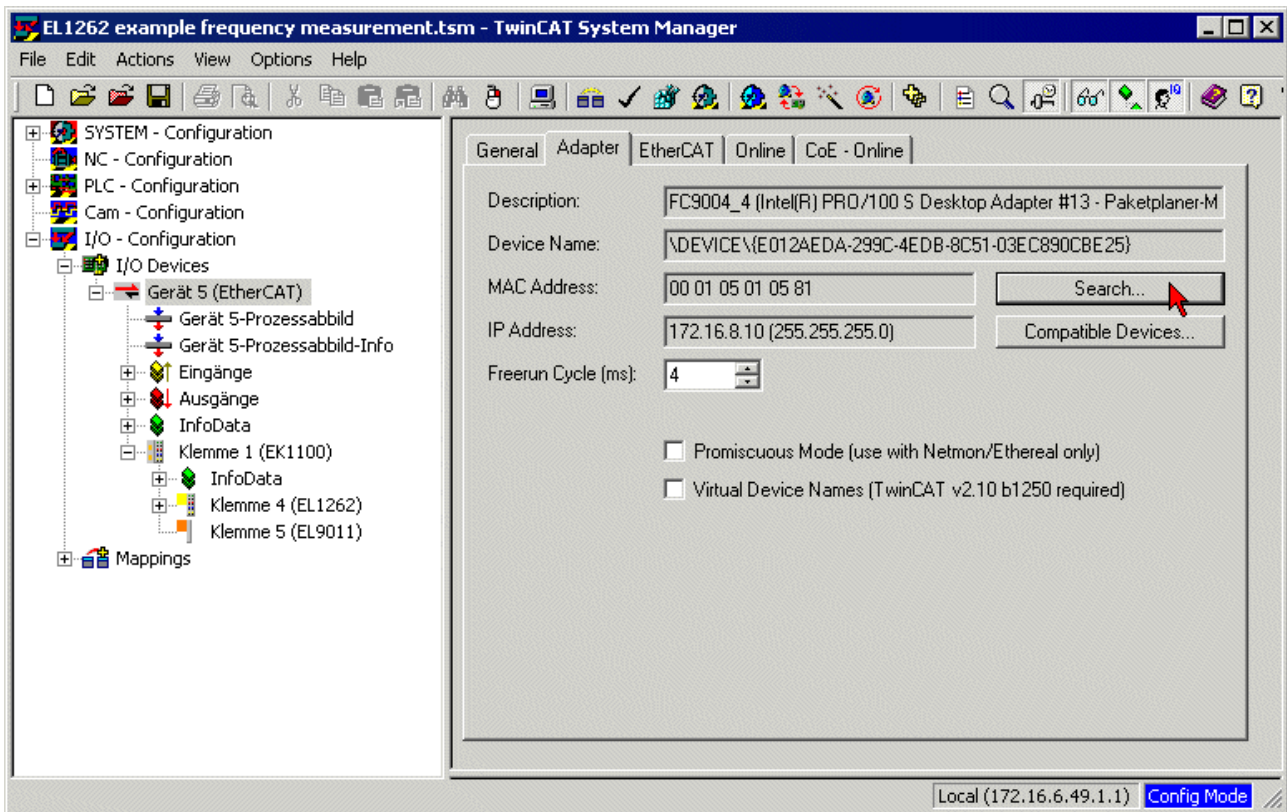 EL1262 example frequency measurement.tsm - TwinCAT System Manager
File Edit Actions View Options Help
SYSTEM - Configuration
NC - Configuration
PLC - Configuration
Cam - Configuration
I/O - Configuration
I/O Devices
Gerät 5 (EtherCAT)
Gerät 5-Prozessabbild
Gerät 5-Prozessabbild-Info
Eingänge
Ausgänge
InfoData
Klemme 1 (EK1100)
InfoData
Klemme 4 (EL1262)
Klemme 5 (EL9011)
Mappings
General Adapter EtherCAT Online CoE - Online
Description: FC9004_4 (Intel(R) PRO/100 S Desktop Adapter #13 - Paketplaner-M
Device Name: \DEVICE\{E012AEDA-299C-4EDB-8C51-03EC890CBE25}
MAC Address: 00 01 05 01 05 81 Search...
IP Address: 172.16.8.10 (255.255.255.0) Compatible Devices...
Freerun Cycle (ms): 4
Promiscuous Mode (use with Netmon/Ethereal only)
Virtual Device Names (TwinCAT v2.10 b1250 required)
Local (172.16.6.49.1.1) Config Mode